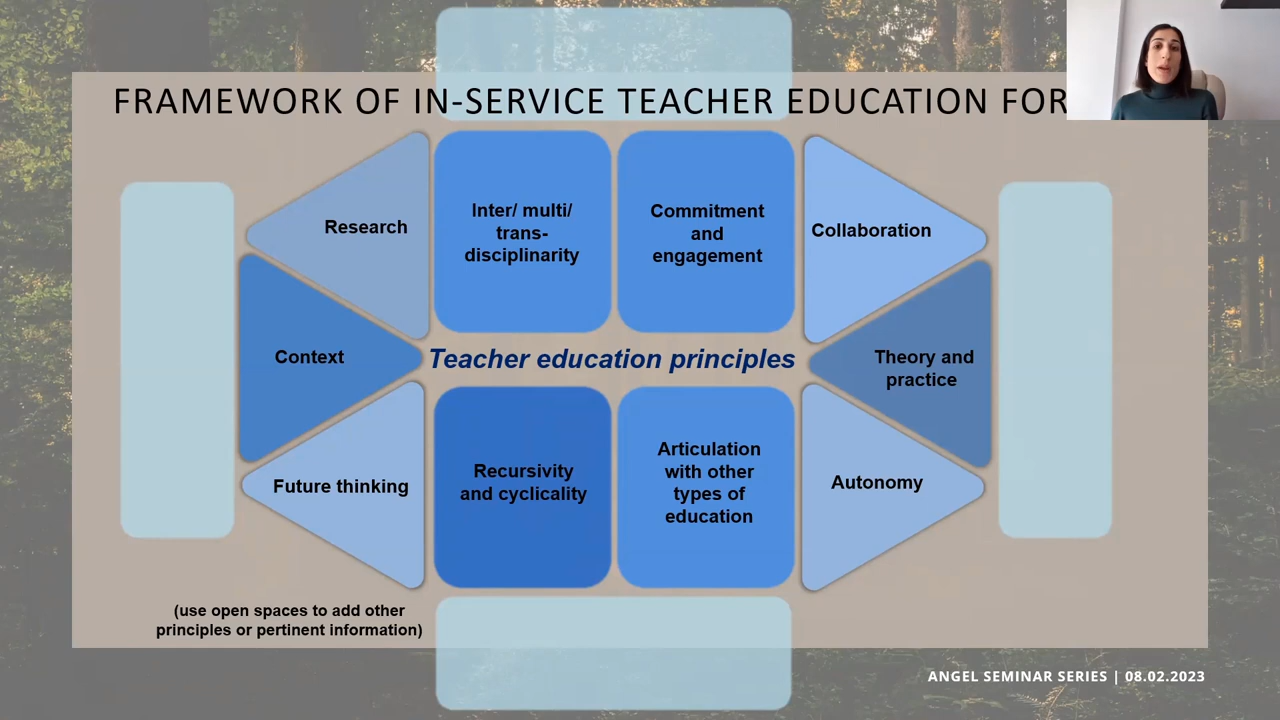 FRAMEWORK OF IN-SERVICE TEACHER EDUCATION FOR
Research
Inter/ multi/
trans-
disciplinarity
Commitment
and
engagement
Collaboration
Context
Teacher education principles
Theory and
practice
Future thinking
Recursivity
and cyclicality
Articulation
with other
types of
education
Autonomy
(use open spaces to add other
principles or pertinent information)
ANGEL SEMINAR SERIES | 08.02.2023